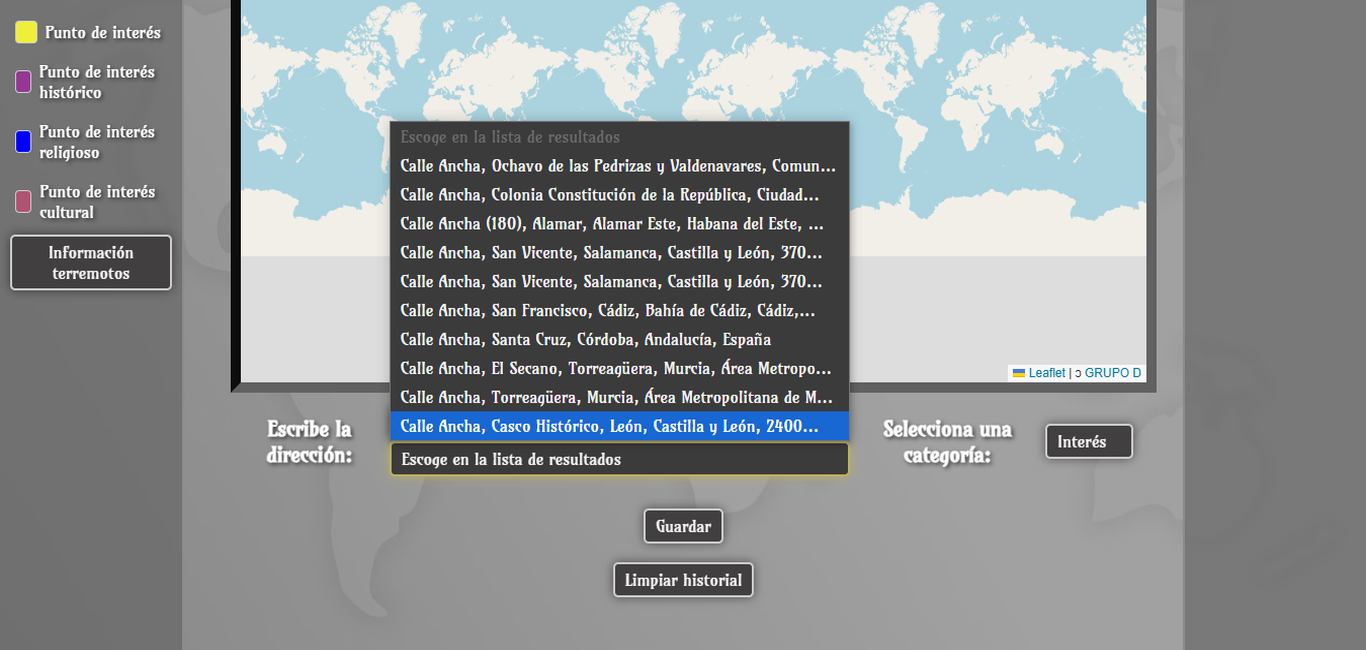 Punto de interés
Punto de interés
histórico
Punto de interés
religioso
Punto de interés
cultural
Información
terremotos
Escoge en la lista de resultados
Calle Ancha, Ochavo de las Pedrizas y Valdenavares, Comun...
Calle Ancha, Colonia Constitución de la República, Ciudad...
Calle Ancha (180), Alamar, Alamar Este, Habana del Este, ...
Calle Ancha, San Vicente, Salamanca, Castilla y León, 370...
Calle Ancha, San Vicente, Salamanca, Castilla y León, 370...
Calle Ancha, San Francisco, Cádiz, Bahía de Cádiz, Cádiz,...
Calle Ancha, Santa Cruz, Córdoba, Andalucía, España
Calle Ancha, El Secano, Torreagüera, Murcia, Área Metropo...
Calle Ancha, Torreagüera, Murcia, Área Metropolitana de M...
Calle Ancha, Casco Histórico, León, Castilla y León, 2400...
Leaflet | ɔ GRUPO D
Escribe la
dirección:
Escoge en la lista de resultados
Selecciona una
categoría:
Interés
Guardar
Limpiar historial